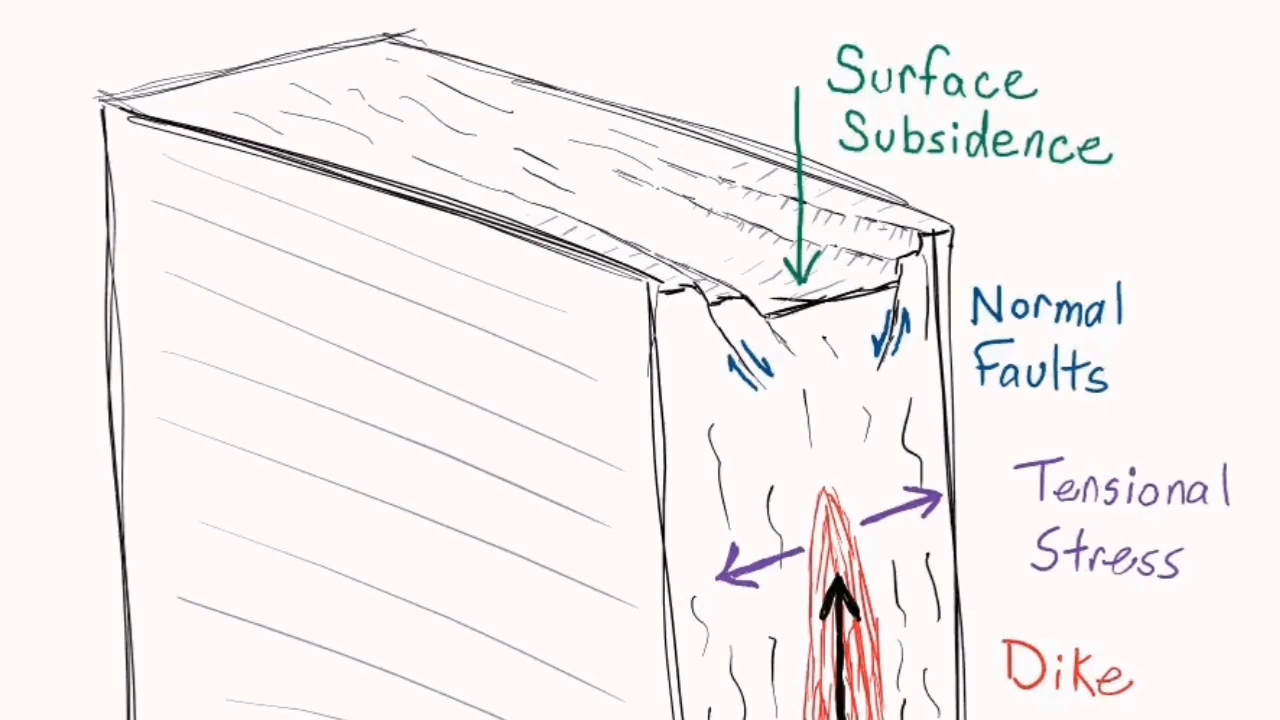 Surface
Subsidence
Normal
Faults
Tensional
Stress
Dike